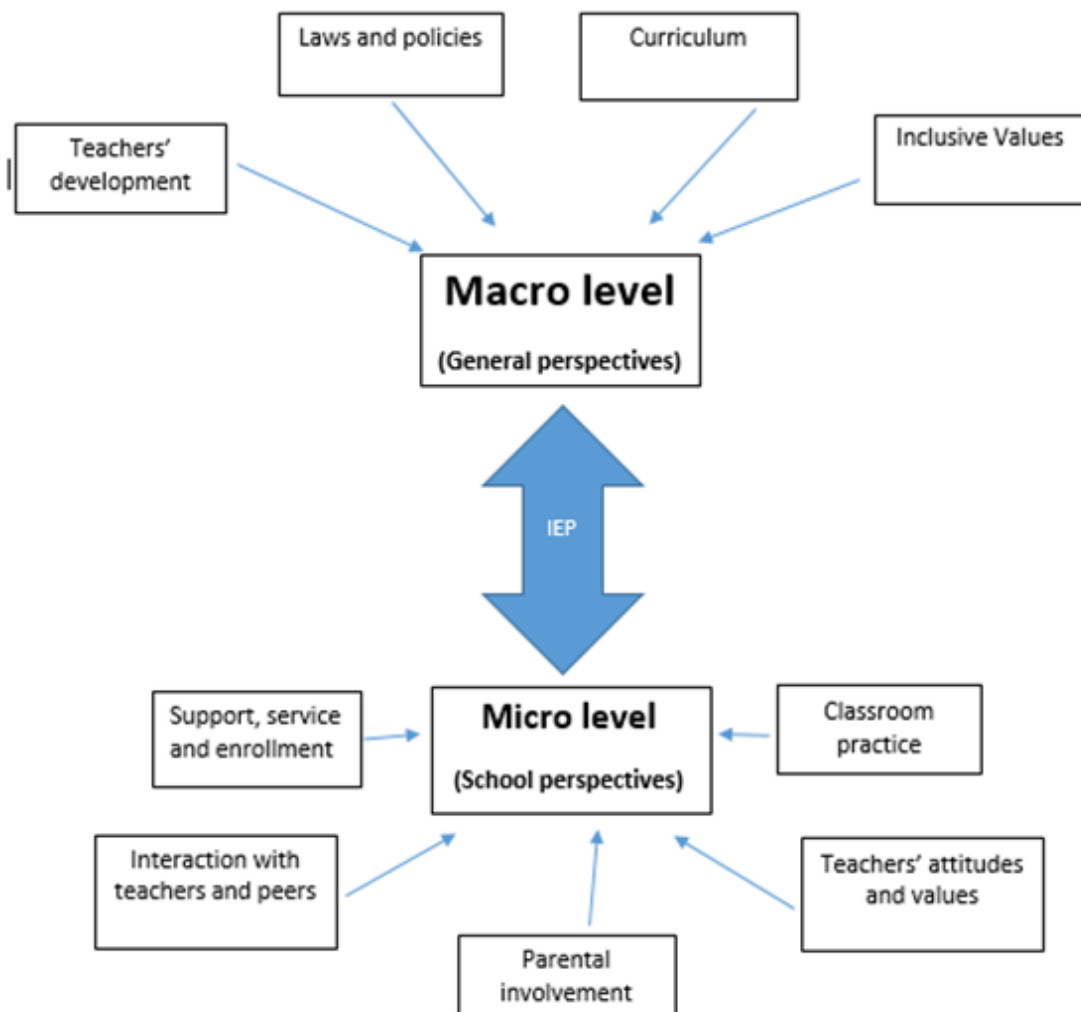 Laws and policies
Curriculum
Teachers’
development
Inclusive Values
Macro level
(General perspectives)
IEP
Support, service
and enrollment
Micro level
(School perspectives)
Classroom
practice
Interaction with
teachers and peers
Teachers’ attitudes
and values
Parental
involvement